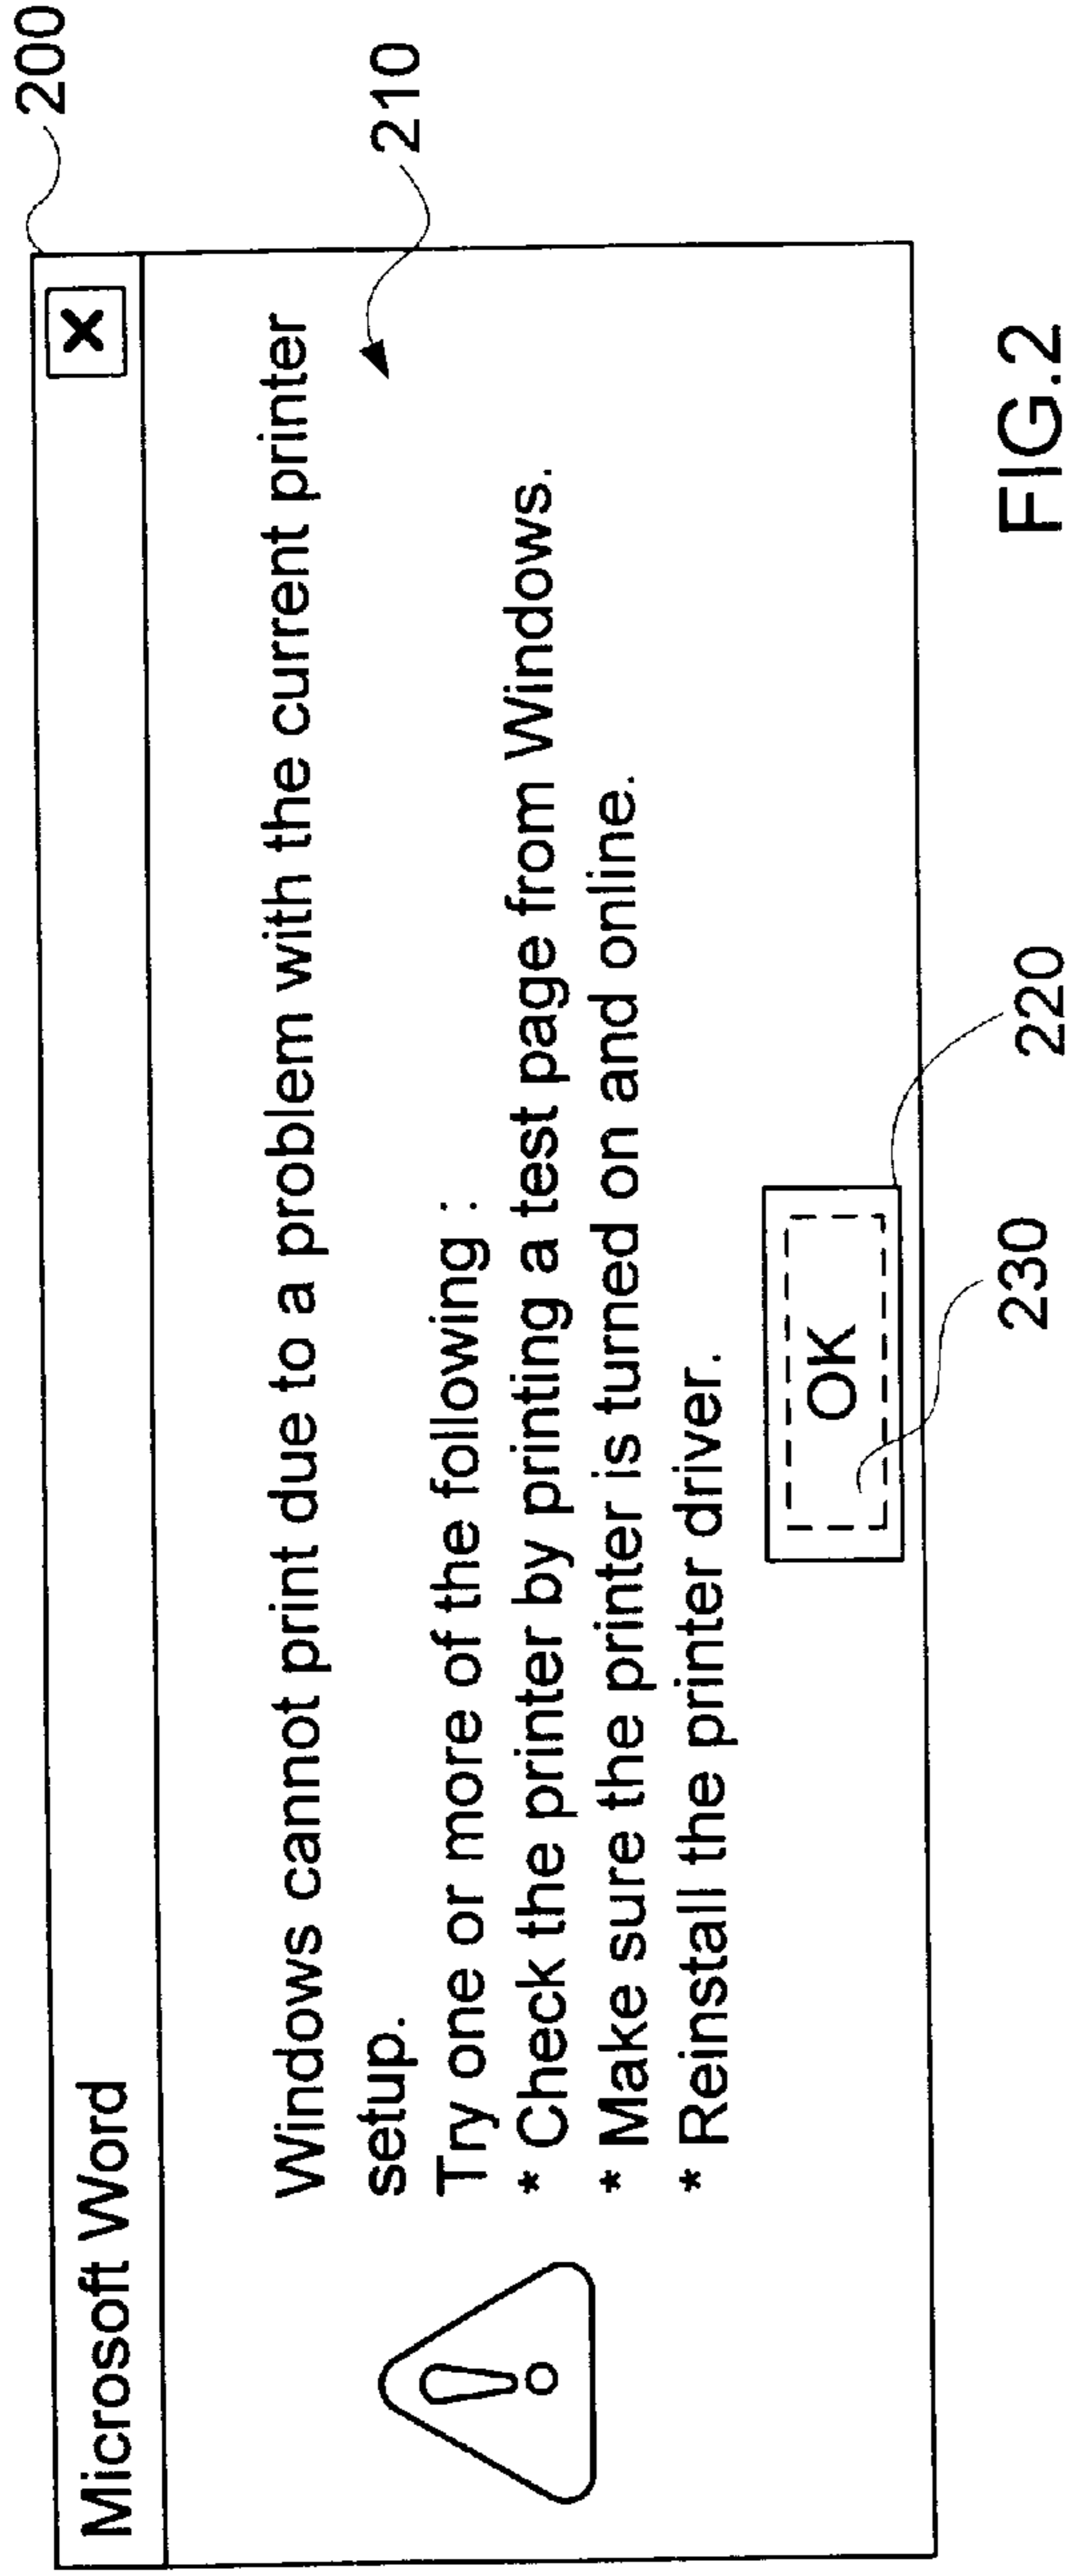 200
Microsoft Word
X
210
Windows cannot print due to a problem with the current printer
setup.
Try one or more of the following :
* Check the printer by printing a test page from Windows.
* Make sure the printer is turned on and online.
* Reinstall the printer driver.
OK
230
220
FIG.2